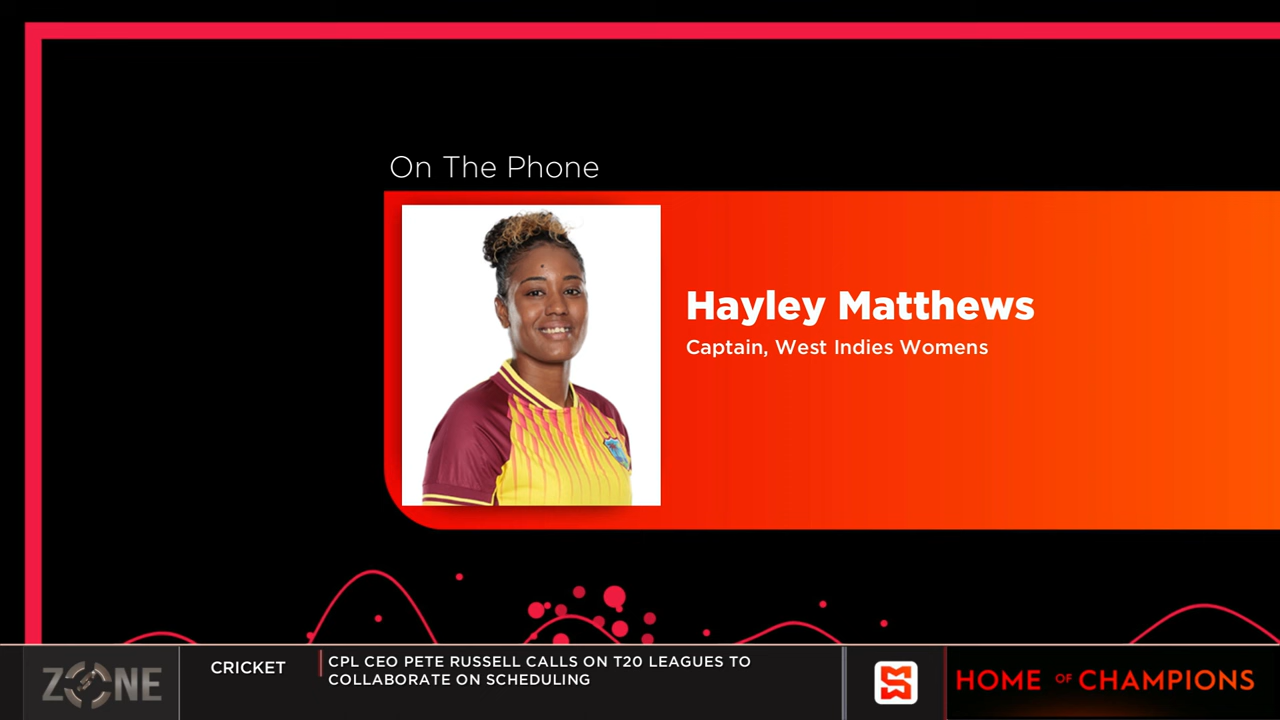 On The Phone
Hayley Matthews
Captain, West Indies Womens
ZONE
CRICKET
CPL CEO PETE RUSSELL CALLS ON T20 LEAGUES TO
COLLABORATE ON SCHEDULING
HOME OF CHAMPIONS